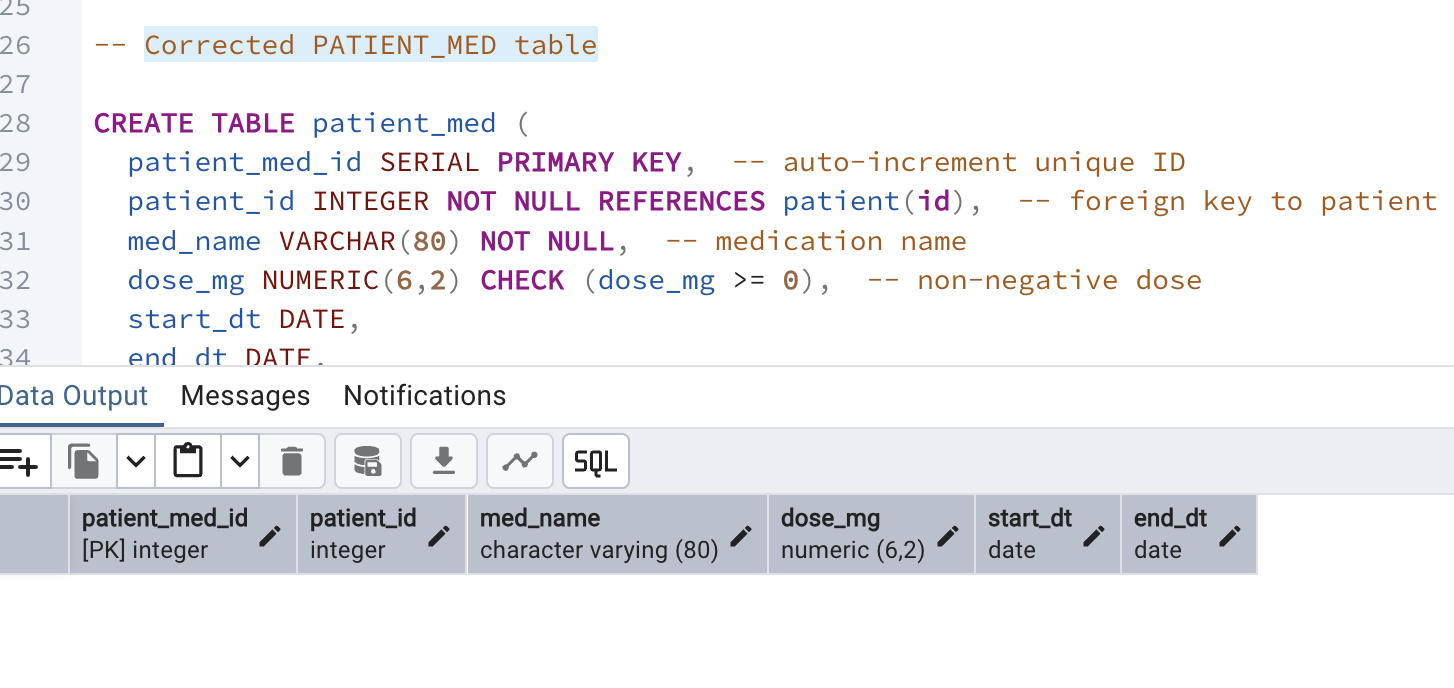 25
26 -- Corrected PATIENT_MED table
27
28 CREATE TABLE patient_med (
29 patient_med_id SERIAL PRIMARY KEY, -- auto-increment unique ID
30 patient_id INTEGER NOT NULL REFERENCES patient(id), -- foreign key to patient
31 med_name VARCHAR(80) NOT NULL, -- medication name
32 dose_mg NUMERIC(6,2) CHECK (dose_mg >= 0), -- non-negative dose
33 start_dt DATE,
34 end_dt DATE,
Data Output Messages Notifications
SQL
patient_med_id patient_id med_name dose_mg start_dt end_dt
[PK] integer integer character varying (80) numeric (6,2) date date